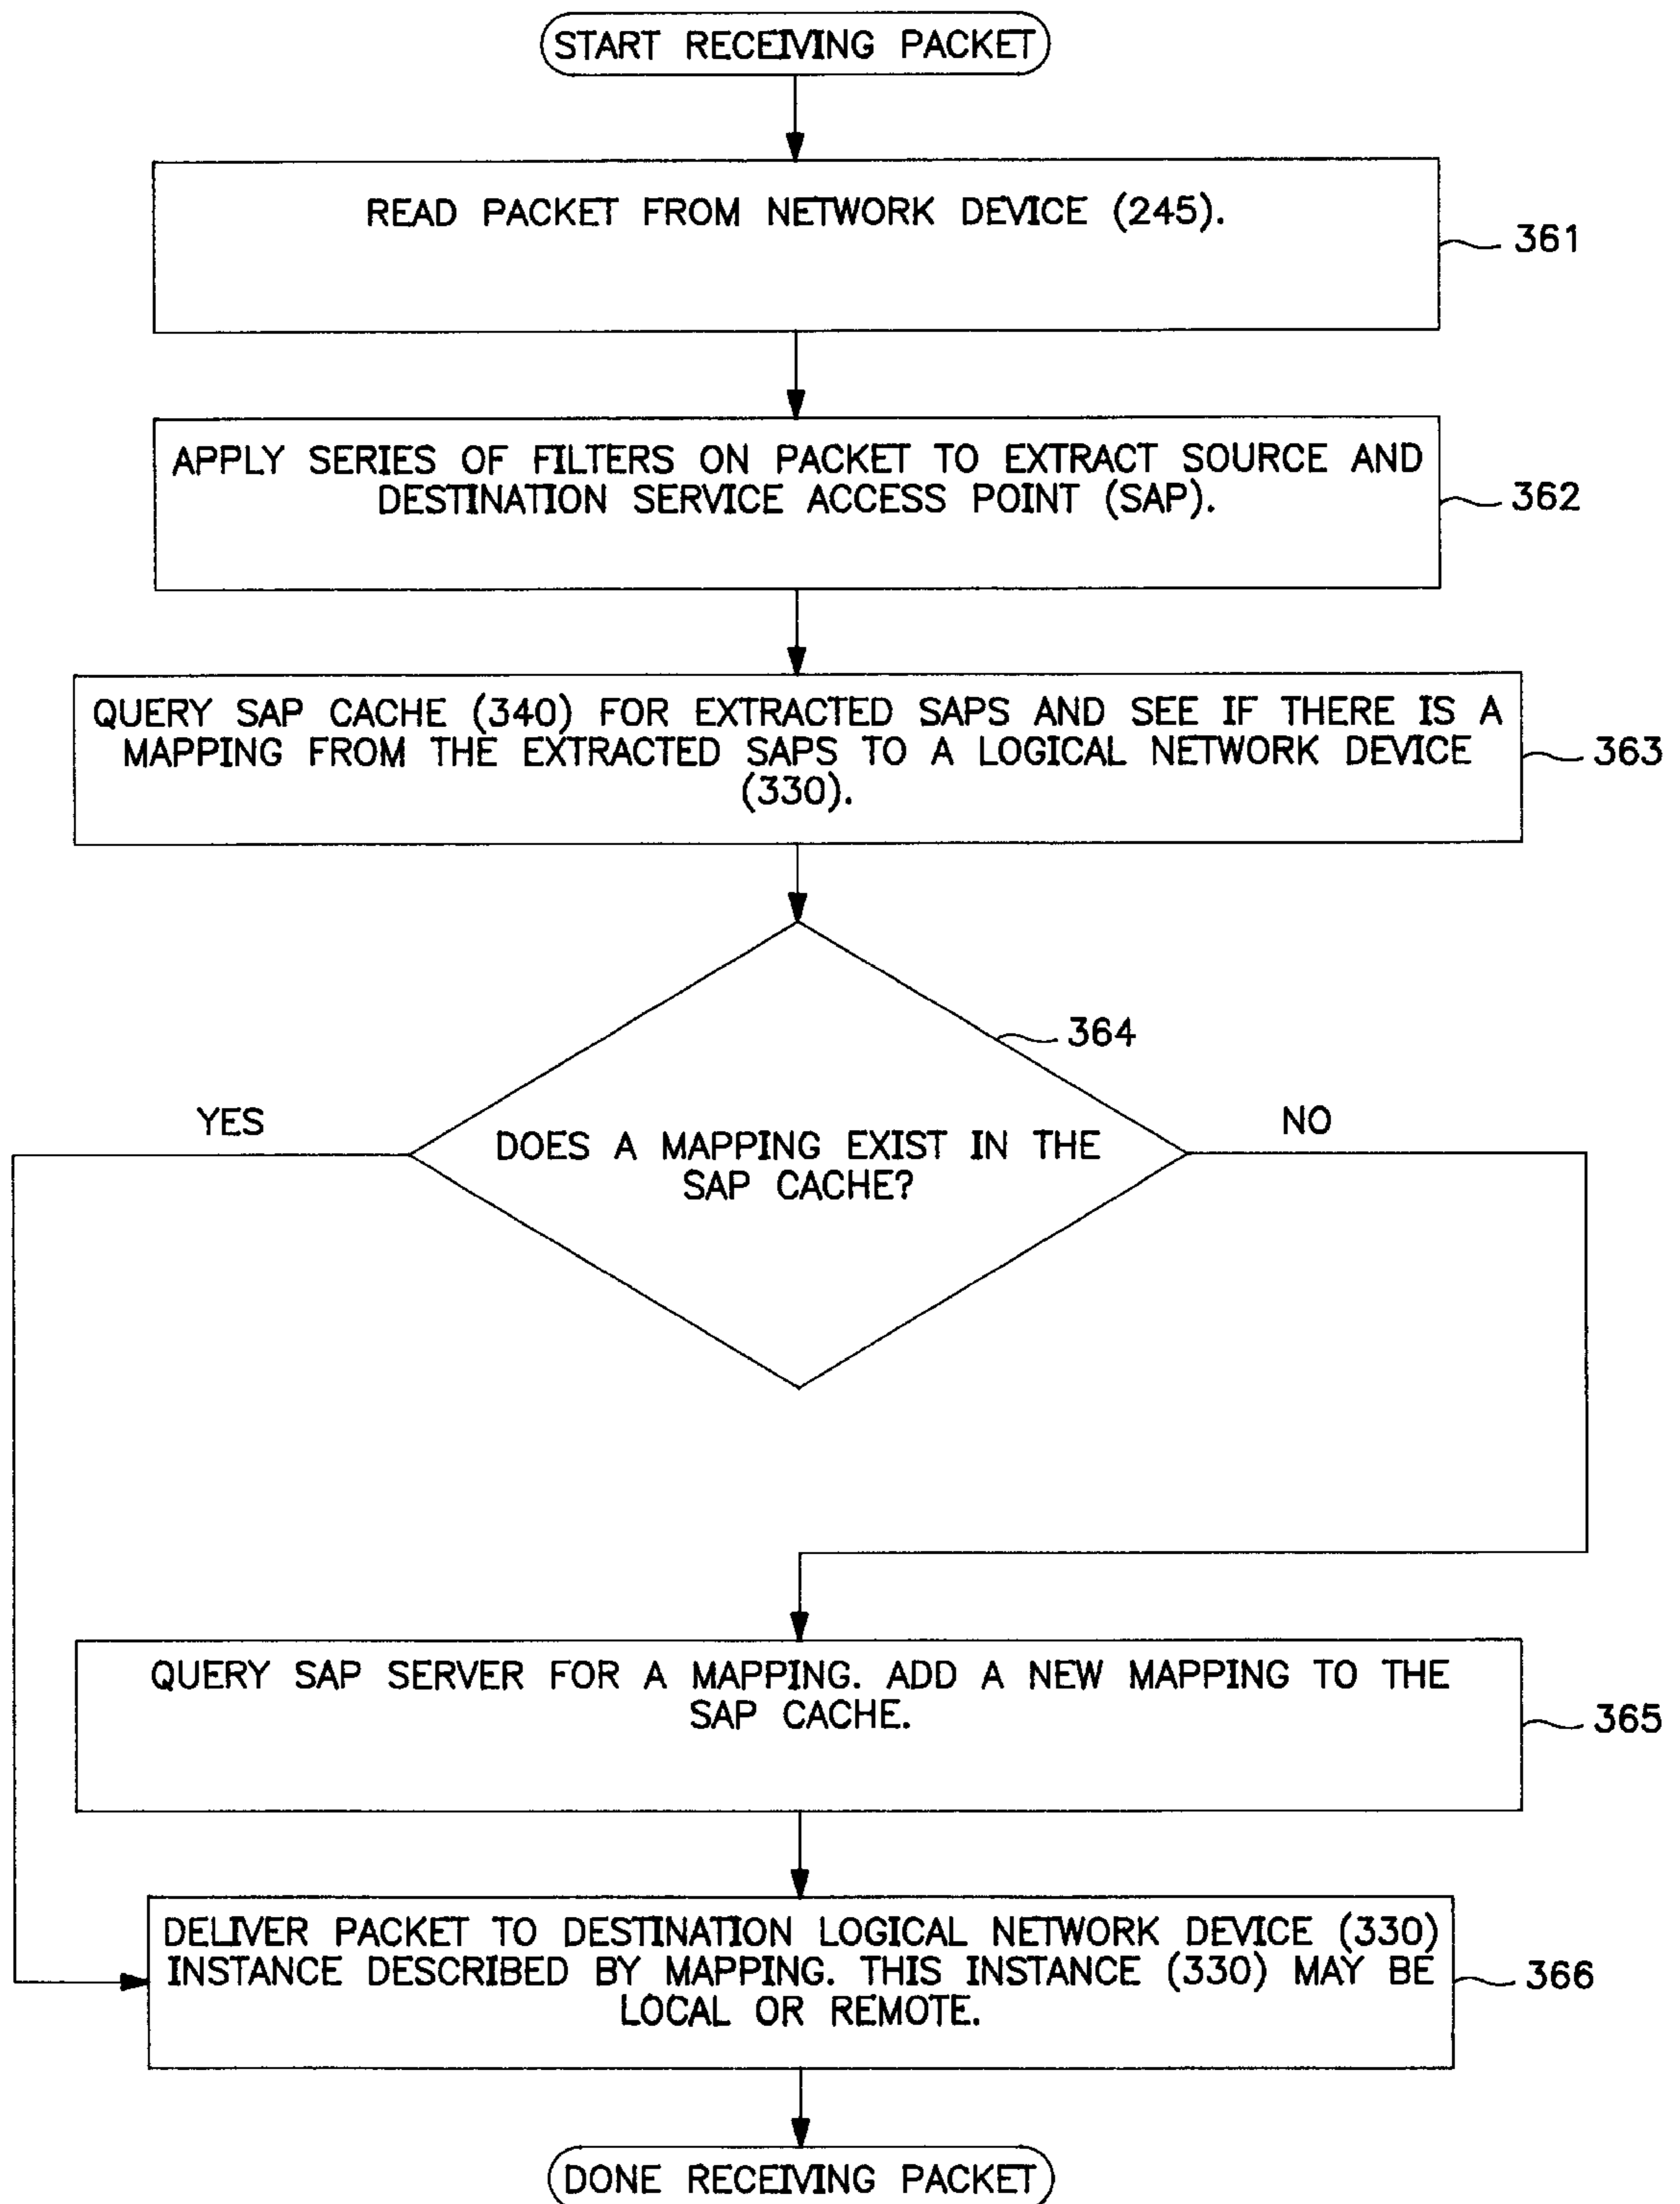 START RECEIVING PACKET
READ PACKET FROM NETWORK DEVICE (245).
361
APPLY SERIES OF FILTERS ON PACKET TO EXTRACT SOURCE AND
DESTINATION SERVICE ACCESS POINT (SAP).
362
QUERY SAP CACHE (340) FOR EXTRACTED SAPS AND SEE IF THERE IS A
MAPPING FROM THE EXTRACTED SAPS TO A LOGICAL NETWORK DEVICE
(330).
363
364
YES
NO
DOES A MAPPING EXIST IN THE
SAP CACHE?
QUERY SAP SERVER FOR A MAPPING. ADD A NEW MAPPING TO THE
SAP CACHE.
365
DELIVER PACKET TO DESTINATION LOGICAL NETWORK DEVICE (330)
INSTANCE DESCRIBED BY MAPPING. THIS INSTANCE (330) MAY BE
LOCAL OR REMOTE.
366
DONE RECEIVING PACKET